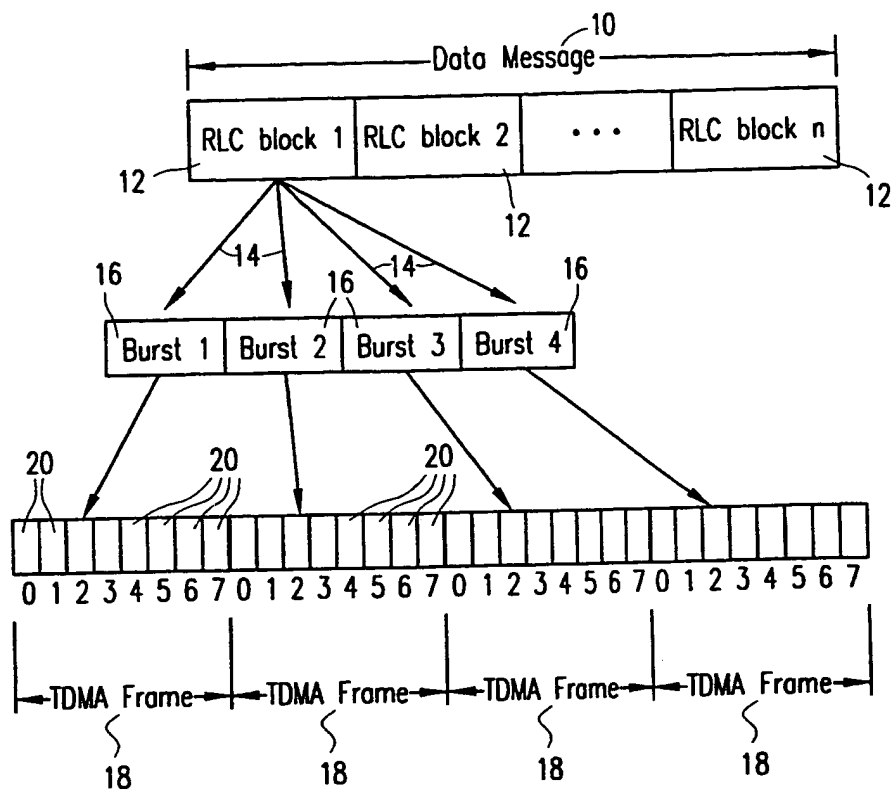 10
Data Message
RLC block 1 RLC block 2 ... RLC block n
12 12 12
14 14
16 16 16
Burst 1 Burst 2 Burst 3 Burst 4
20 20 20
0 1 2 3 4 5 6 7 0 1 2 3 4 5 6 7 0 1 2 3 4 5 6 7 0 1 2 3 4 5 6 7
TDMA Frame TDMA Frame TDMA Frame TDMA Frame
18 18 18 18